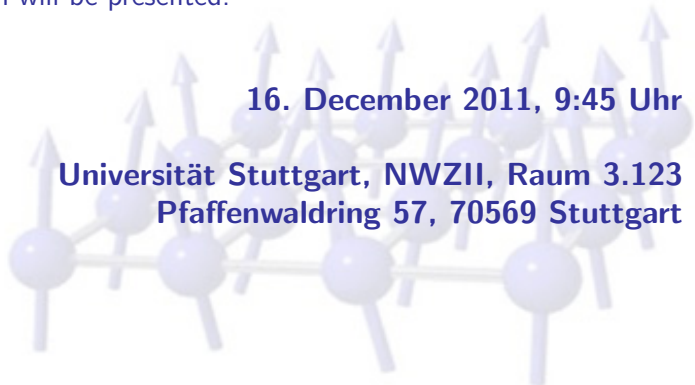 will be presented.
16. December 2011, 9:45 Uhr
Universität Stuttgart, NWZII, Raum 3.123
Pfaffenwaldring 57, 70569 Stuttgart